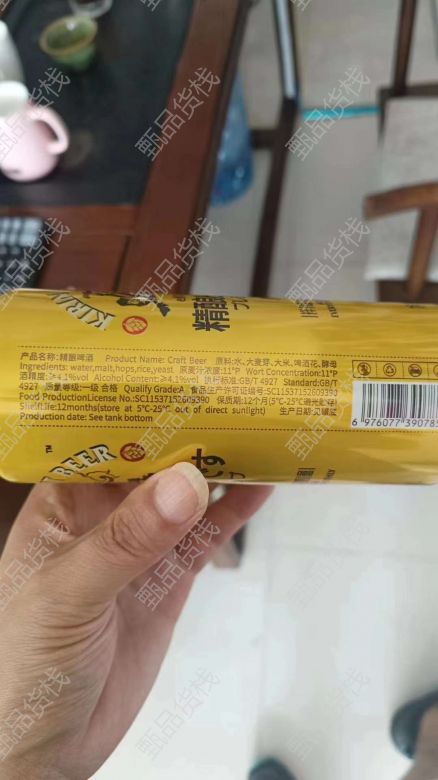 甄品货栈
KIRIN
精酿
产品名称: 精酿啤酒 Product Name: Craft Beer 原料:水、大麦芽、大米、啤酒花、酵母
Ingredients: water,malt,hops,rice,yeast 原麦汁浓度:11°P Wort Concentration:11°P
酒精度: ≥4.1%vol Alcohol Content: ≥4.1%vol 执行标准:GB/T 4927 Standard:GB/T
4927 质量等级:一级 合格 Qualify Grade:A 食品生产许可证编号:SC11537152609390
Food ProductionLicense No.:SC11537152609390 保质期:12个月(5°C-25°C避光贮存)
Shelf Life:12months(store at 5°C-25°C out of direct sunlight) 生产日期:见罐底
Production date: See tank bottom
6 976077 39078
BEER
TM
す